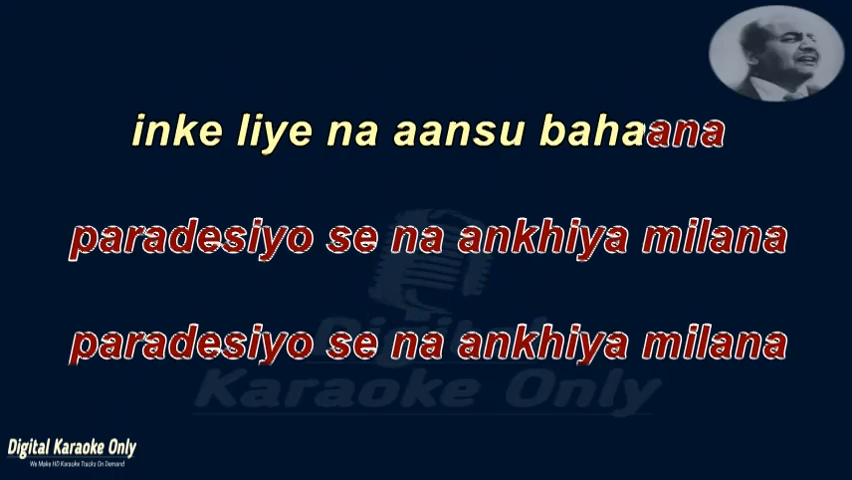 inke liye na aansu bahaana
paradesiyo se na ankhiya milana
paradesiyo se na ankhiya milana
Digital
Karaoke Only
Digital Karaoke Only
We Make HD Karaoke Tracks On Demand